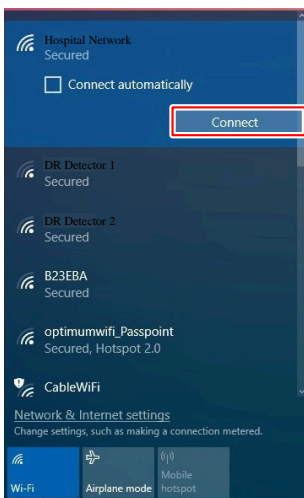 Hospital Network
Secured
Connect automatically
Connect
DR Detector 1
Secured
DR Detector 2
Secured
B23EBA
Secured
optimumwifi_Passpoint
Secured, Hotspot 2.0
CableWiFi
Network & Internet settings
Change settings, such as making a connection metered.
Wi-Fi
Airplane mode
Mobile
hotspot